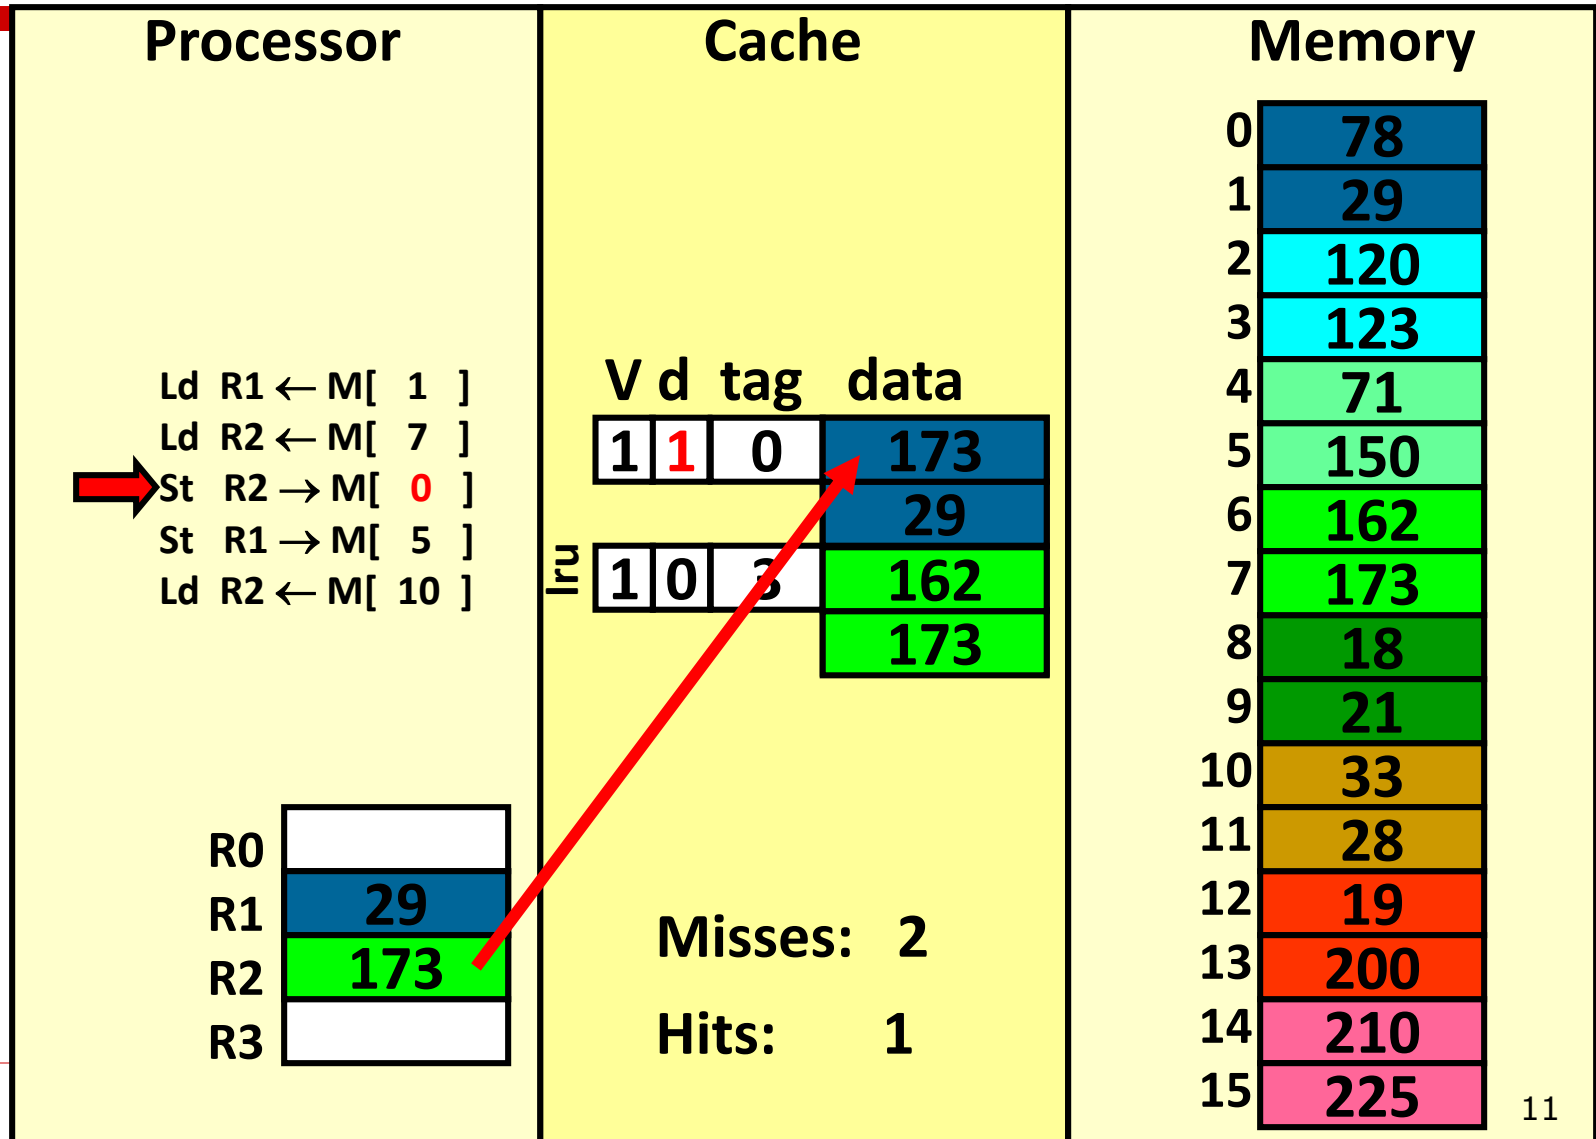 Processor
Ld R1 ← M[ 1 ]
Ld R2 ← M[ 7 ]
St R2 → M[ 0 ]
St R1 → M[ 5 ]
Ld R2 ← M[ 10 ]
R0
R1 29
R2 173
R3
Cache
V d tag data
1 1 0 173
29
lru 1 0 3 162
173
Misses: 2
Hits: 1
Memory
0 78
1 29
2 120
3 123
4 71
5 150
6 162
7 173
8 18
9 21
10 33
11 28
12 19
13 200
14 210
15 225
11